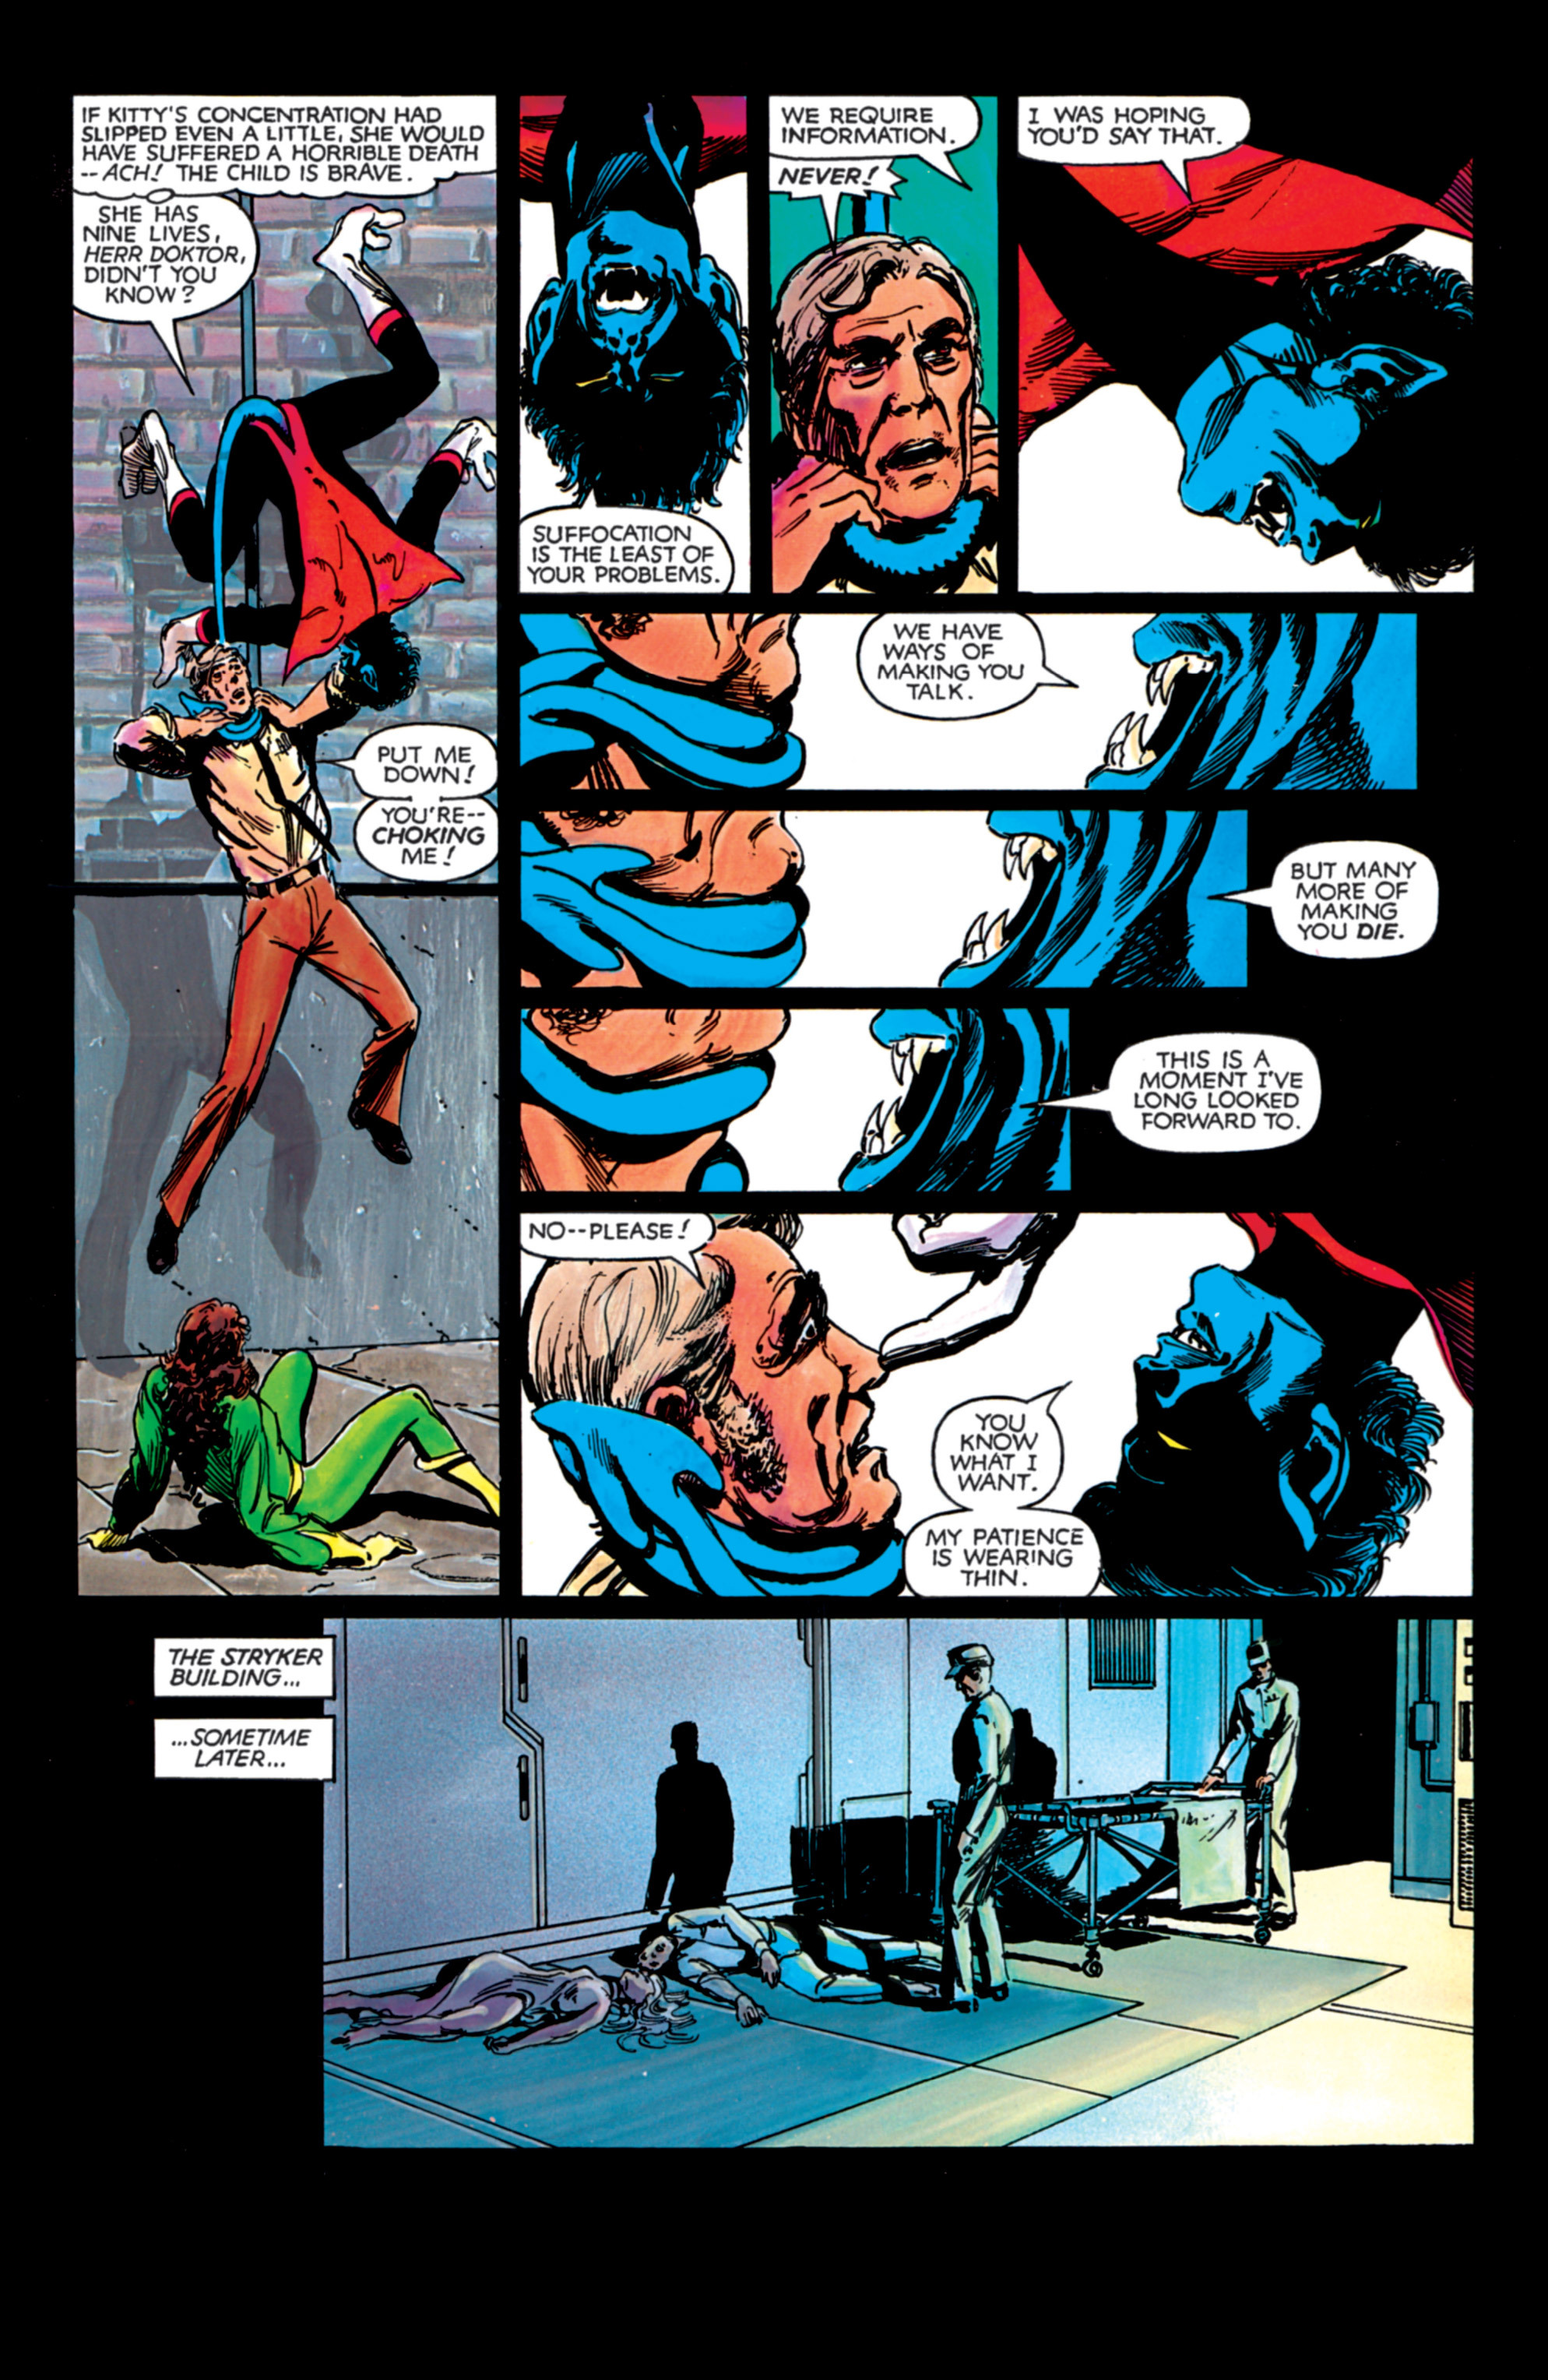 IF KITTY'S CONCENTRATION HAD
SLIPPED EVEN A LITTLE, SHE WOULD
HAVE SUFFERED A HORRIBLE DEATH
-- ACH! THE CHILD IS BRAVE.
SHE HAS
NINE LIVES,
HERR DOKTOR,
DIDN'T YOU
KNOW?
PUT ME
DOWN!
YOU'RE--
CHOKING
ME!
SUFFOCATION
IS THE LEAST OF
YOUR PROBLEMS.
WE REQUIRE
INFORMATION.
NEVER!
I WAS HOPING
YOU'D SAY THAT.
WE HAVE
WAYS OF
MAKING YOU
TALK.
BUT MANY
MORE OF
MAKING
YOU DIE.
THIS IS A
MOMENT I'VE
LONG LOOKED
FORWARD TO.
NO--PLEASE!
YOU
KNOW
WHAT I
WANT.
MY PATIENCE
IS WEARING
THIN.
THE STRYKER
BUILDING...
...SOMETIME
LATER...